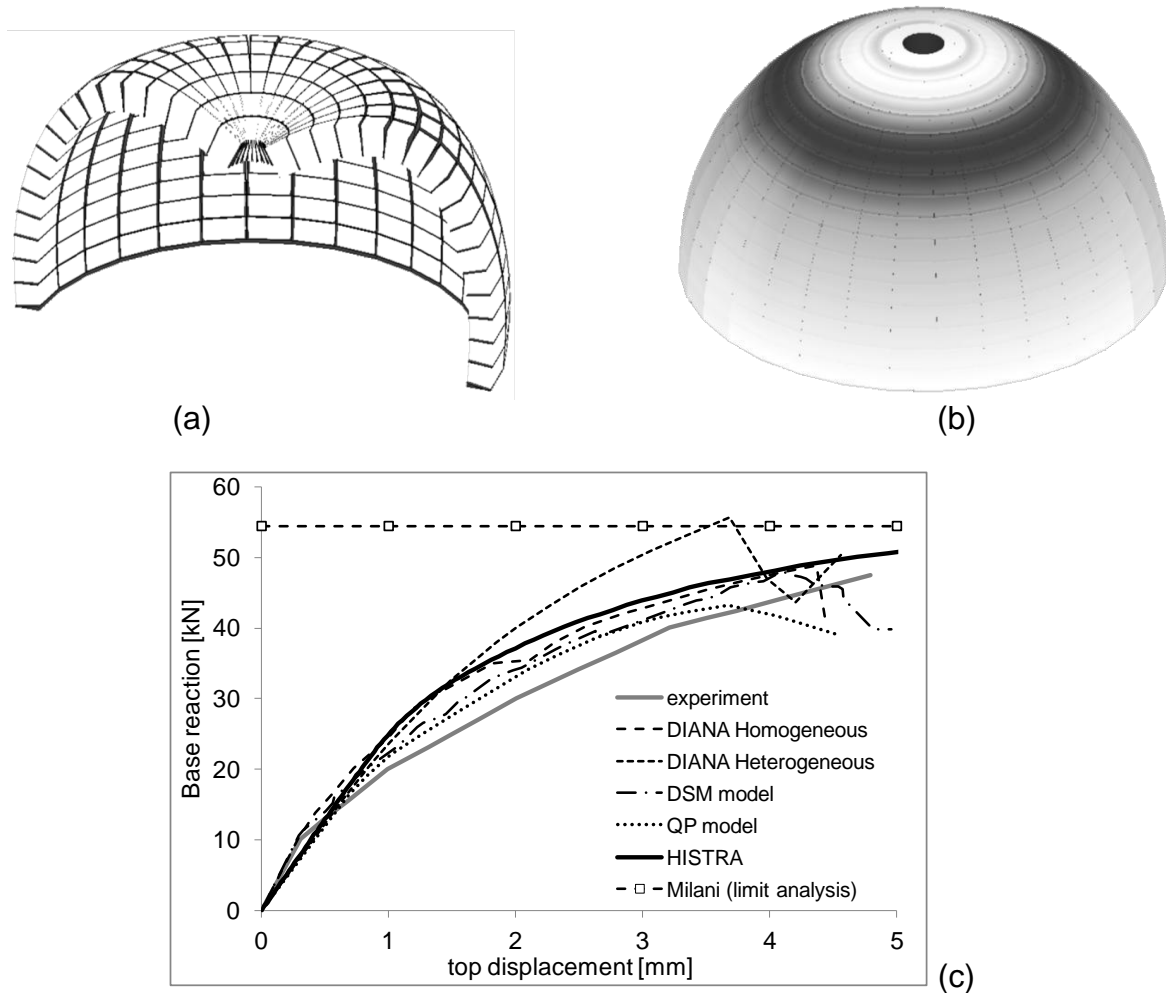 (a)
(b)
60
50
40
30
20
10
0
Base reaction [kN]
experiment
DIANA Homogeneous
DIANA Heterogeneous
DSM model
QP model
HISTRA
Milani (limit analysis)
0 1 2 3 4 5
top displacement [mm]
(c)